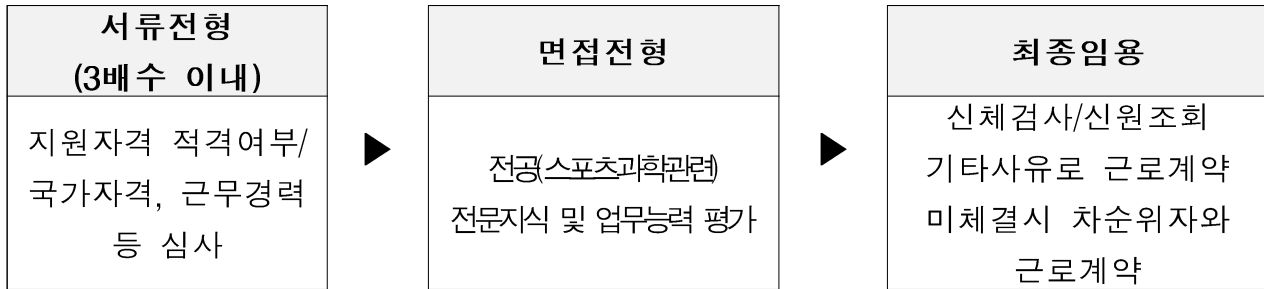 서류전형
(3배수 이내)
지원자격 적격여부/
국가자격, 근무경력
등 심사
▶
면접전형
전공(스포츠과학관련)
전문지식 및 업무능력 평가
▶
최종임용
신체검사/신원조회
기타사유로 근로계약
미체결시 차순위자와
근로계약